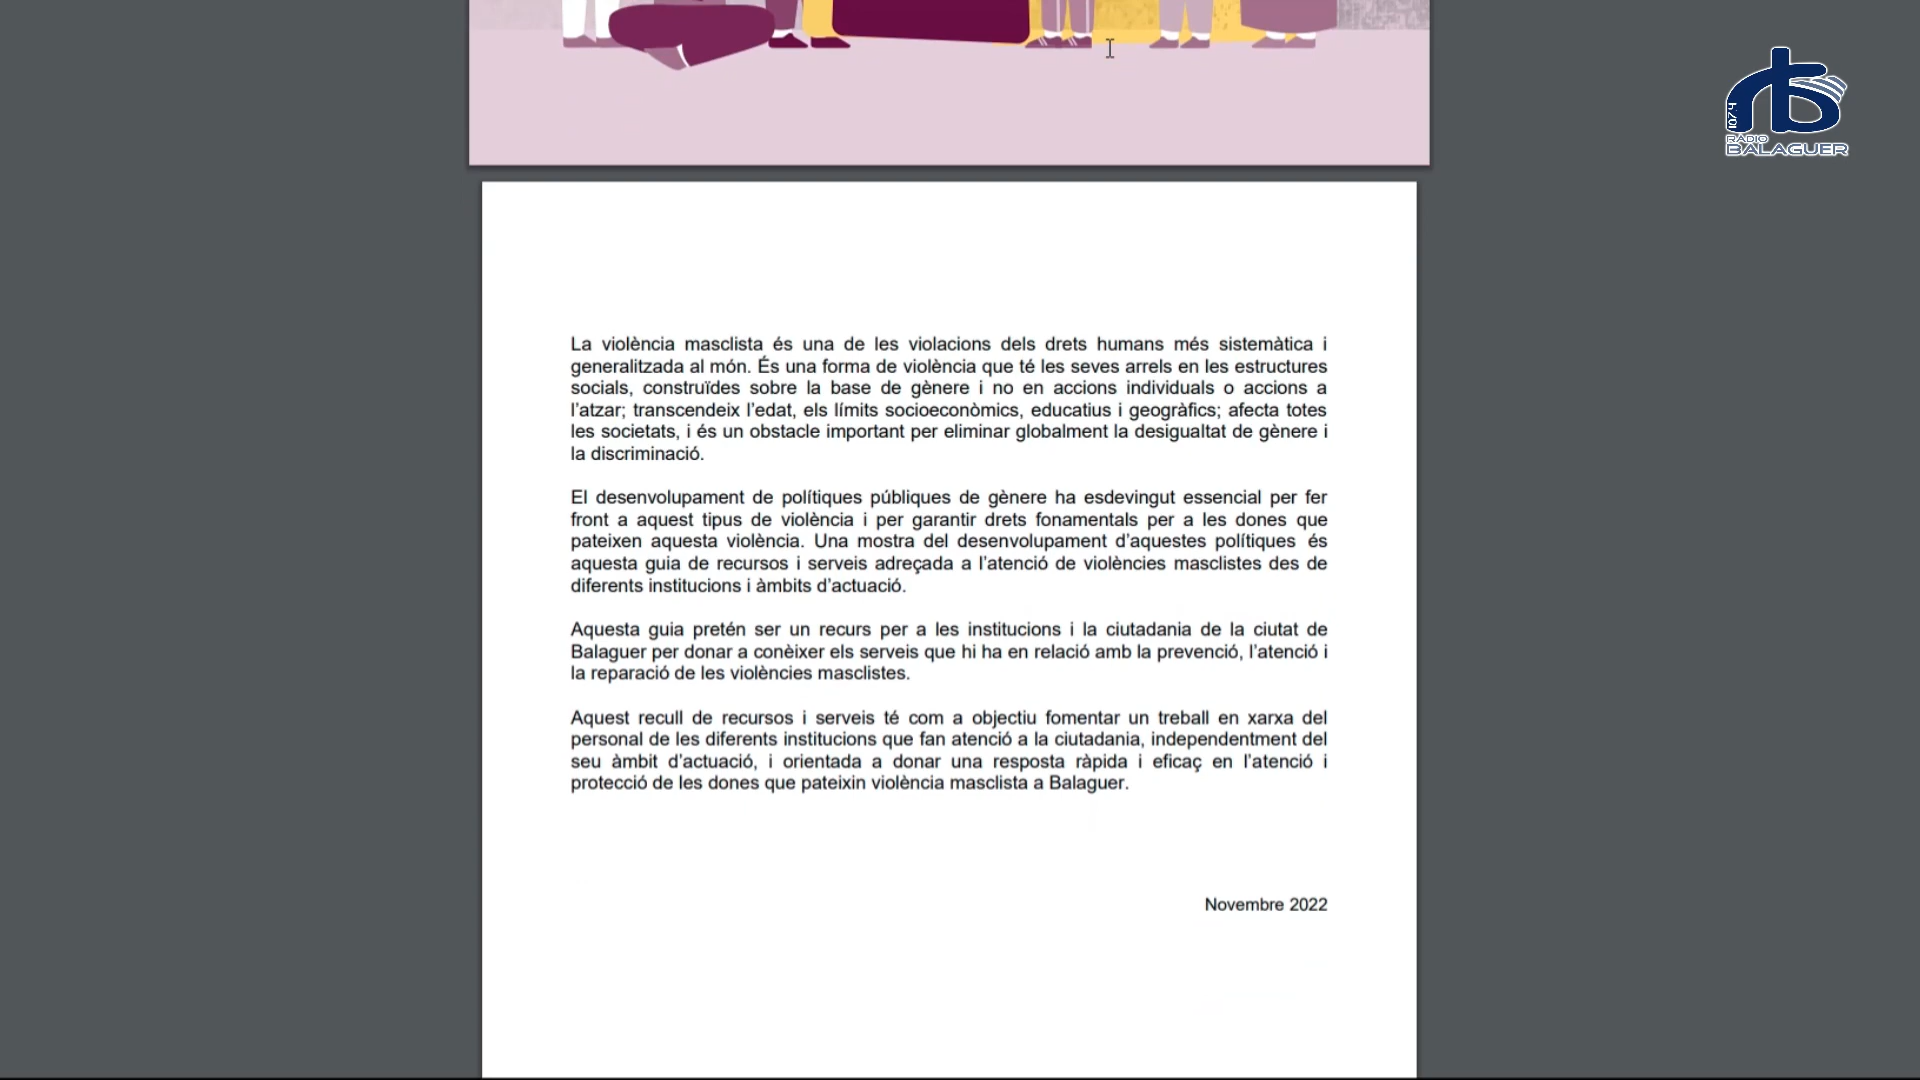 107.4
RÀDIO
BALAGUER
La violència masclista és una de les violacions dels drets humans més sistemàtica i
generalitzada al món. És una forma de violència que té les seves arrels en les estructures
socials, construïdes sobre la base de gènere i no en accions individuals o accions a
l’atzar; transcendeix l’edat, els límits socioeconòmics, educatius i geogràfics; afecta totes
les societats, i és un obstacle important per eliminar globalment la desigualtat de gènere i
la discriminació.
El desenvolupament de polítiques públiques de gènere ha esdevingut essencial per fer
front a aquest tipus de violència i per garantir drets fonamentals per a les dones que
pateixen aquesta violència. Una mostra del desenvolupament d’aquestes polítiques és
aquesta guia de recursos i serveis adreçada a l’atenció de violències masclistes des de
diferents institucions i àmbits d’actuació.
Aquesta guia pretén ser un recurs per a les institucions i la ciutadania de la ciutat de
Balaguer per donar a conèixer els serveis que hi ha en relació amb la prevenció, l’atenció i
la reparació de les violències masclistes.
Aquest recull de recursos i serveis té com a objectiu fomentar un treball en xarxa del
personal de les diferents institucions que fan atenció a la ciutadania, independentment del
seu àmbit d’actuació, i orientada a donar una resposta ràpida i eficaç en l’atenció i
protecció de les dones que pateixin violència masclista a Balaguer.
Novembre 2022